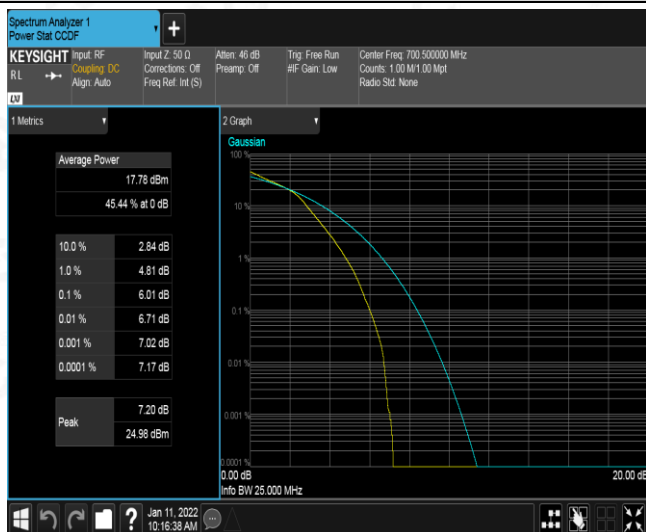 Spectrum Analyzer 1
Power Stat CCDF
+
KEYSIGHT Input: RF Input Z: 50 Ω Atten: 46 dB Trig: Free Run Center Freq: 700.500000 MHz
RL Coupling: DC Corrections: Off Preamp: Off #IF Gain: Low Counts: 1.00 M/1.00 Mpt
Align: Auto Freq Ref: Int (S) Radio Std: None
LXI
1 Metrics
2 Graph
Gaussian
Average Power
17.78 dBm
45.44 % at 0 dB
10.0 % 2.84 dB
1.0 % 4.81 dB
0.1 % 6.01 dB
0.01 % 6.71 dB
0.001 % 7.02 dB
0.0001 % 7.17 dB
Peak 7.20 dB
24.98 dBm
100 %
10 %
1 %
0.1 %
0.01 %
0.001 %
0.0001 %
0.00 dB 20.00 dB
Info BW 25.000 MHz
? Jan 11, 2022
10:16:38 AM